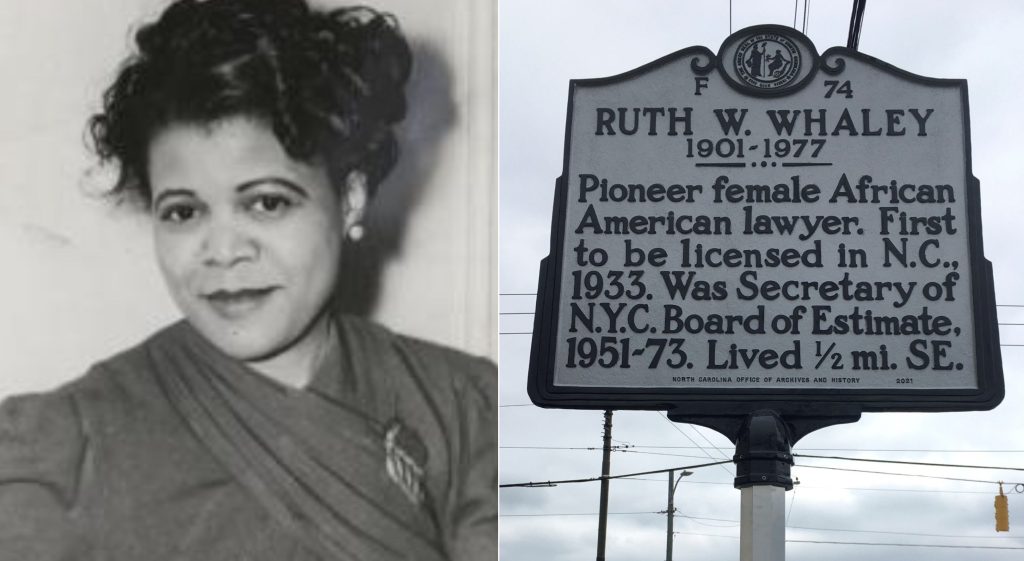 F 74
RUTH W. WHALEY
1901-1977
Pioneer female African
American lawyer. First
to be licensed in N.C.,
1933. Was Secretary of
N.Y.C. Board of Estimate,
1951-73. Lived ½ mi. SE.
NORTH CAROLINA OFFICE OF ARCHIVES AND HISTORY 2021